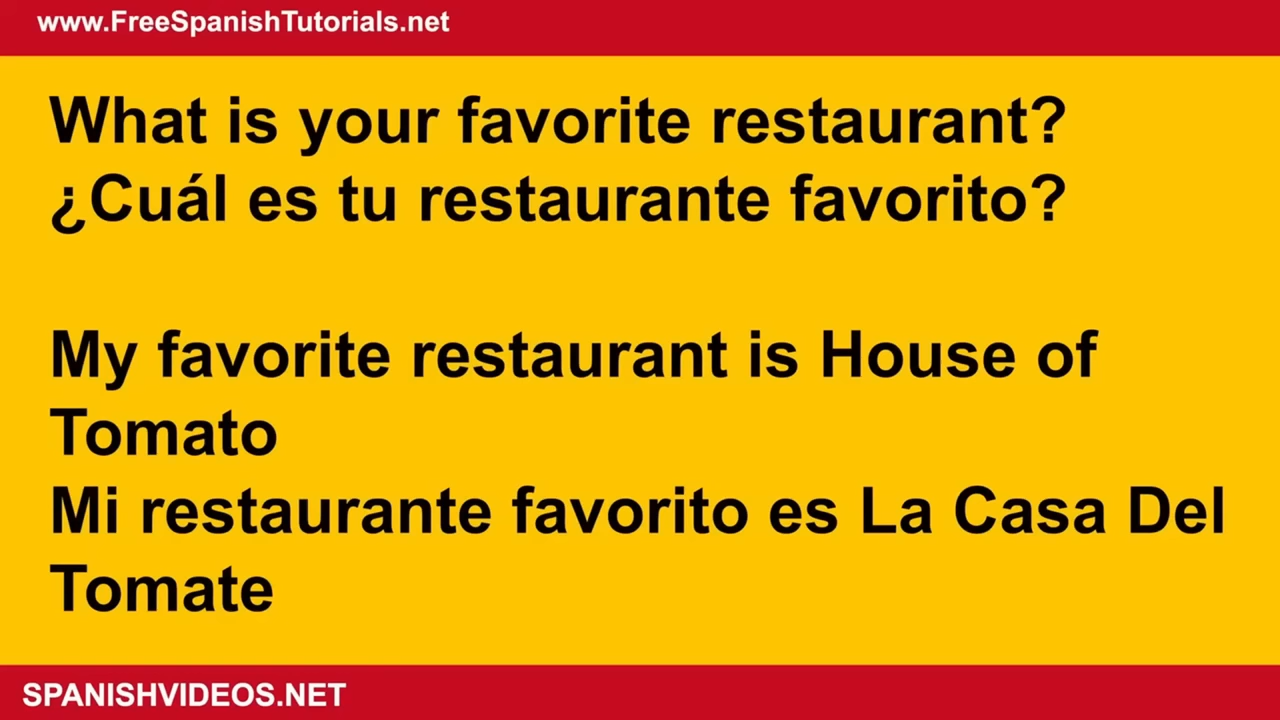 www.FreeSpanishTutorials.net
What is your favorite restaurant?
¿Cuál es tu restaurante favorito?
My favorite restaurant is House of
Tomato
Mi restaurante favorito es La Casa Del
Tomate
SPANISHVIDEOS.NET